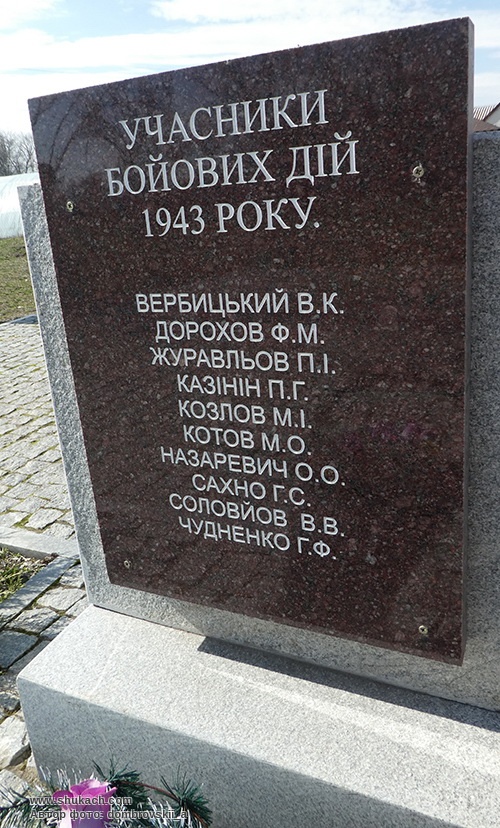 УЧАСНИКИ
БОЙОВИХ ДІЙ
1943 РОКУ.
ВЕРБИЦЬКИЙ В.К.
ДОРОХОВ Ф.М.
ЖУРАВЛЬОВ П.І.
КАЗІНІН П.Г.
КОЗЛОВ М.І.
КОТОВ М.О.
НАЗАРЕВИЧ О.О.
САХНО Г.С.
СОЛОВЙОВ В.В.
ЧУДНЕНКО Г.Ф.
www.shukach.com
Автор фото: dombrovskii_al